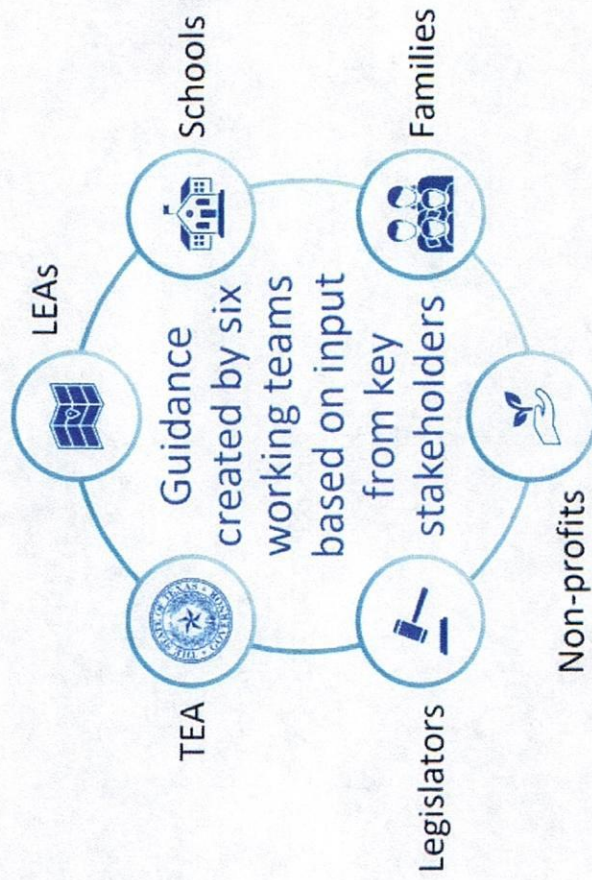 LEAs
TEA
Schools
Guidance
created by six
working teams
based on input
from key
stakeholders
Legislators
Families
Non-profits